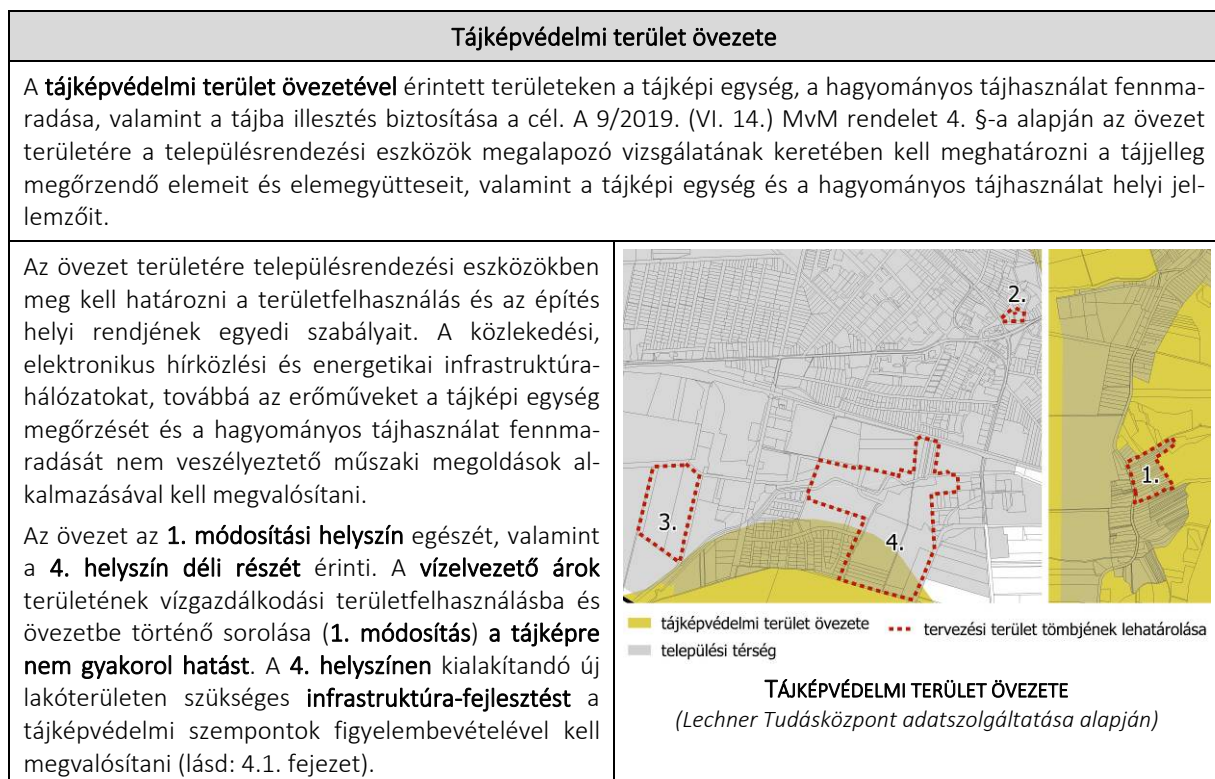 Tájképvédelmi terület övezete
A tájképvédelmi terület övezetével érintett területeken a tájképi egység, a hagyományos tájhasználat fennma-
radása, valamint a tájba illesztés biztosítása a cél. A 9/2019. (VI. 14.) MvM rendelet 4. §-a alapján az övezet
területére a településrendezési eszközök megalapozó vizsgálatának keretében kell meghatározni a tájjelleg
megőrzendő elemeit és elemegyütteseit, valamint a tájképi egység és a hagyományos tájhasználat helyi jel-
lemzőit.
Az övezet területére településrendezési eszközökben
meg kell határozni a területfelhasználás és az építés
helyi rendjének egyedi szabályait. A közlekedési,
elektronikus hírközlési és energetikai infrastruktúra-
hálózatokat, továbbá az erőműveket a tájképi egység
megőrzését és a hagyományos tájhasználat fennma-
radását nem veszélyeztető műszaki megoldások al-
kalmazásával kell megvalósítani.
Az övezet az 1. módosítási helyszín egészét, valamint
a 4. helyszín déli részét érinti. A vízelvezető árok
területének vízgazdálkodási területfelhasználásba és
övezetbe történő sorolása (1. módosítás) a tájképre
nem gyakorol hatást. A 4. helyszínen kialakítandó új
lakóterületen szükséges infrastruktúra-fejlesztést a
tájképvédelmi szempontok figyelembevételével kell
megvalósítani (lásd: 4.1. fejezet).
2.
1.
3.
4.
tájképvédelmi terület övezete
tervezési terület tömbjének lehatárolása
települési térség
TÁJKÉPVÉDELMI TERÜLET ÖVEZETE
(Lechner Tudásközpont adatszolgáltatása alapján)